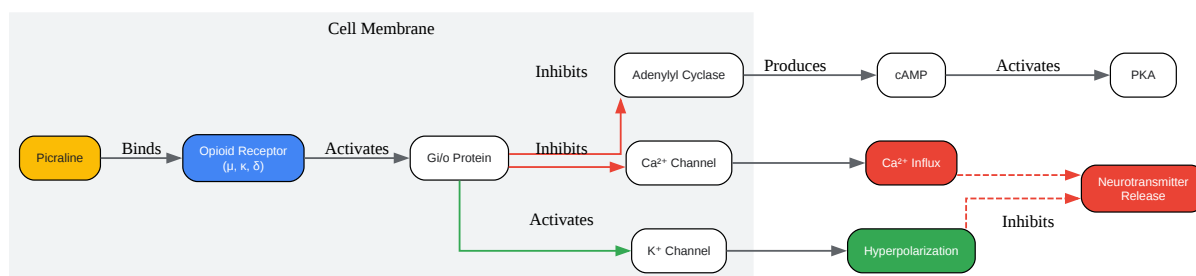 Cell Membrane
Inhibits
Adenylyl Cyclase
Produces
cAMP
Activates
PKA
Picraline
Binds
Opioid Receptor
(μ, κ, δ)
Activates
Gi/o Protein
Inhibits
Ca²⁺ Channel
Ca²⁺ Influx
Neurotransmitter
Release
Activates
Inhibits
K⁺ Channel
Hyperpolarization